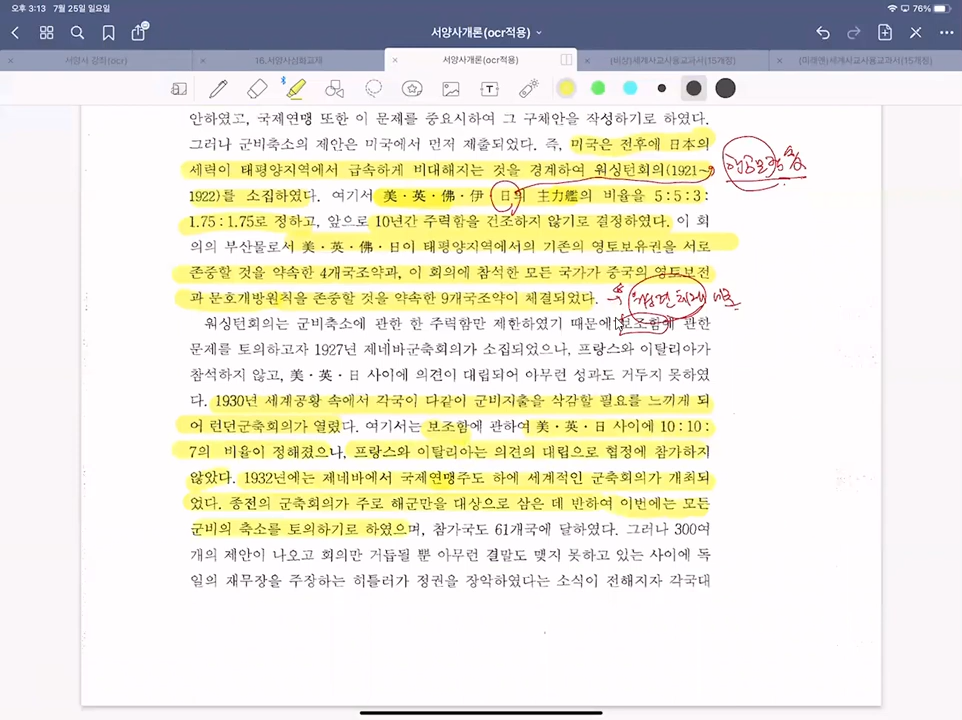 오후 3:13 7월 25일 일요일
76%
서양사개론(ocr적용)
서양사 강희(ocr)
16.서양사심화교재
서양사개론(ocr적용)
(비상)세계사교사용교과서(15개정)
(미래엔)세계사교사용교과서(15개정)
안하였고, 국제연맹 또한 이 문제를 중요시하여 그 구체안을 작성하기로 하였다.
그러나 군비축소의 제안은 미국에서 먼저 제출되었다. 즉, 미국은 전후에 日本의
세력이 태평양지역에서 급속하게 비대해지는 것을 경계하여 워싱턴회의(1921~
1922)를 소집하였다. 여기서 美·英·佛·伊 日의 主力艦의 비율을 5:5:3:
1.75:1.75로 정하고, 앞으로 10년간 주력함을 건조하지 않기로 결정하였다. 이 회
의의 부산물로서 美·英·佛·日이 태평양지역에서의 기존의 영토보유권을 서로
존중할 것을 약속한 4개국조약과, 이 회의에 참석한 모든 국가가 중국의 영토보전
과 문호개방원칙을 존중할 것을 약속한 9개국조약이 체결되었다.
워싱턴회의는 군비축소에 관한 한 주력함만 제한하였기 때문에 보조함에 관한
문제를 토의하고자 1927년 제네바군축회의가 소집되었으나, 프랑스와 이탈리아가
참석하지 않고, 美·英·日 사이에 의견이 대립되어 아무런 성과도 거두지 못하였
다. 1930년 세계공황 속에서 각국이 다같이 군비지출을 삭감할 필요를 느끼게 되
어 런던군축회의가 열렸다. 여기서는 보조함에 관하여 美·英·日 사이에 10:10:
7의 비율이 정해졌으나, 프랑스와 이탈리아는 의견의 대립으로 협정에 참가하지
않았다. 1932년에는 제네바에서 국제연맹주도 하에 세계적인 군축회의가 개최되
었다. 종전의 군축회의가 주로 해군만을 대상으로 삼은 데 반하여 이번에는 모든
군비의 축소를 토의하기로 하였으며, 참가국도 61개국에 달하였다. 그러나 300여
개의 제안이 나오고 회의만 거듭될 뿐 아무런 결말도 맺지 못하고 있는 사이에 독
일의 재무장을 주장하는 히틀러가 정권을 장악하였다는 소식이 전해지자 각국대